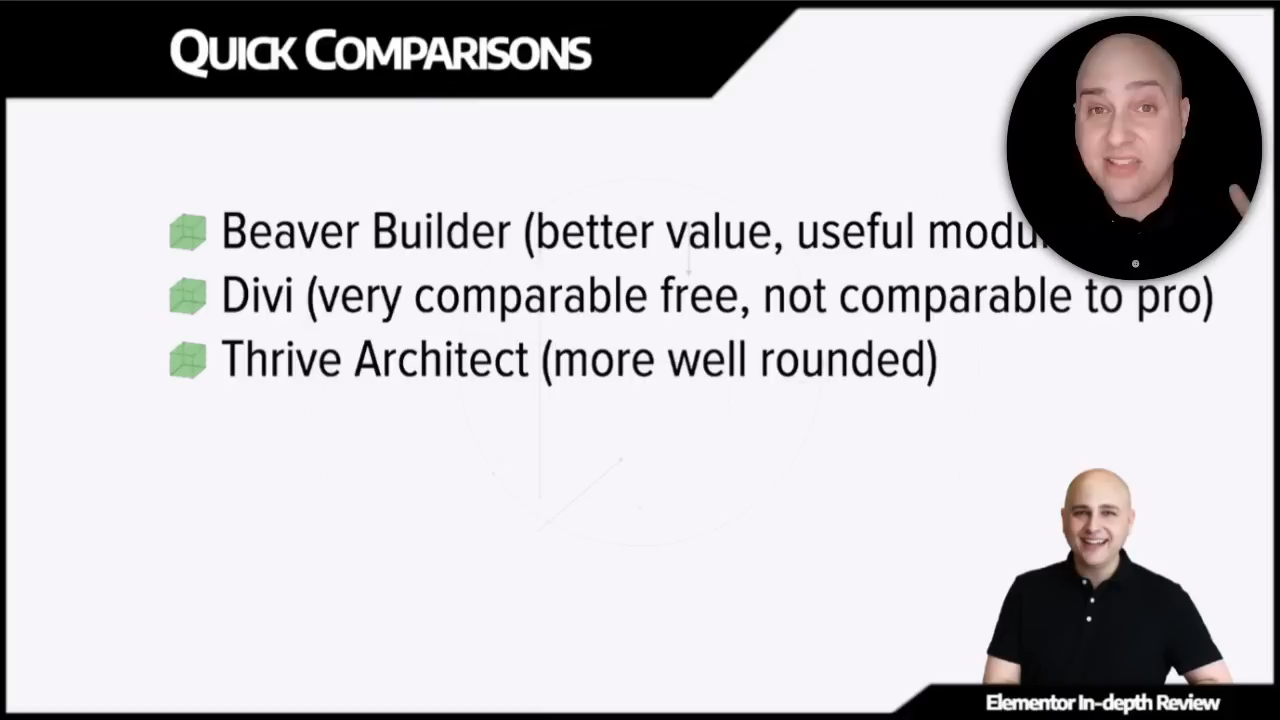 Quick Comparisons
Beaver Builder (better value, useful
Divi (very comparable free, not comparable to pro)
Thrive Architect (more well rounded)
Elementor In-depth Review